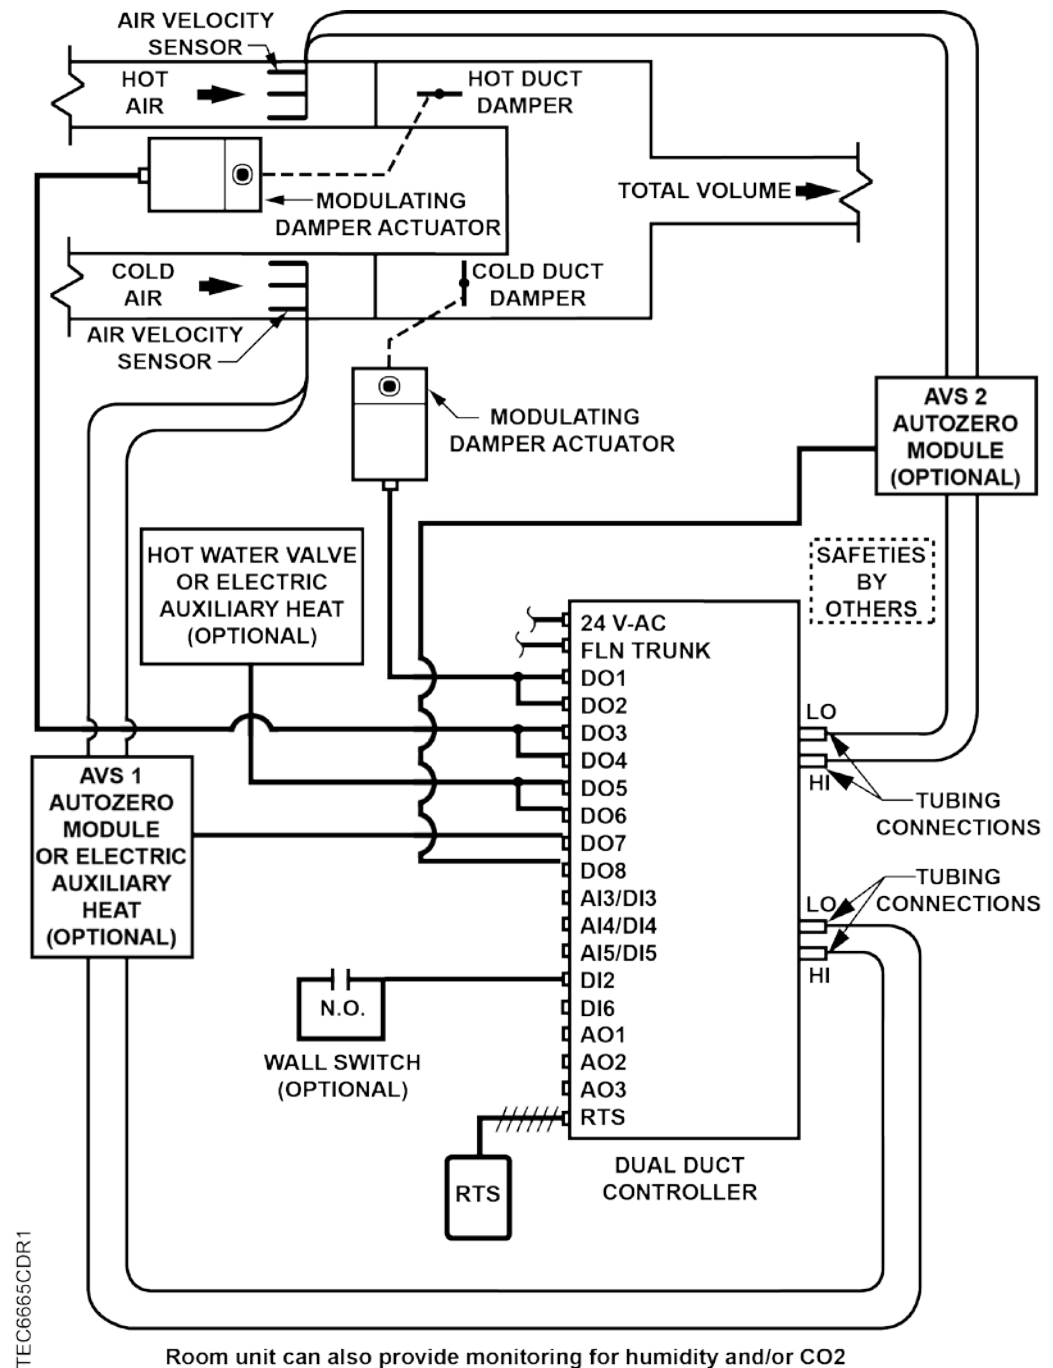 AIR VELOCITY
SENSOR
HOT
AIR
HOT DUCT
DAMPER
MODULATING
DAMPER ACTUATOR
TOTAL VOLUME
COLD
AIR
COLD DUCT
DAMPER
AIR VELOCITY
SENSOR
MODULATING
DAMPER ACTUATOR
AVS 2
AUTOZERO
MODULE
(OPTIONAL)
HOT WATER VALVE
OR ELECTRIC
AUXILIARY HEAT
(OPTIONAL)
SAFETIES
BY
OTHERS
24 V-AC
FLN TRUNK
DO1
DO2
DO3
DO4
DO5
DO6
DO7
DO8
AI3/DI3
AI4/DI4
AI5/DI5
DI2
DI6
AO1
AO2
AO3
RTS
LO
HI
TUBING
CONNECTIONS
TUBING
CONNECTIONS
LO
HI
AVS 1
AUTOZERO
MODULE
OR ELECTRIC
AUXILIARY
HEAT
(OPTIONAL)
N.O.
WALL SWITCH
(OPTIONAL)
RTS
DUAL DUCT
CONTROLLER
TEC6665CDR1
Room unit can also provide monitoring for humidity and/or CO2